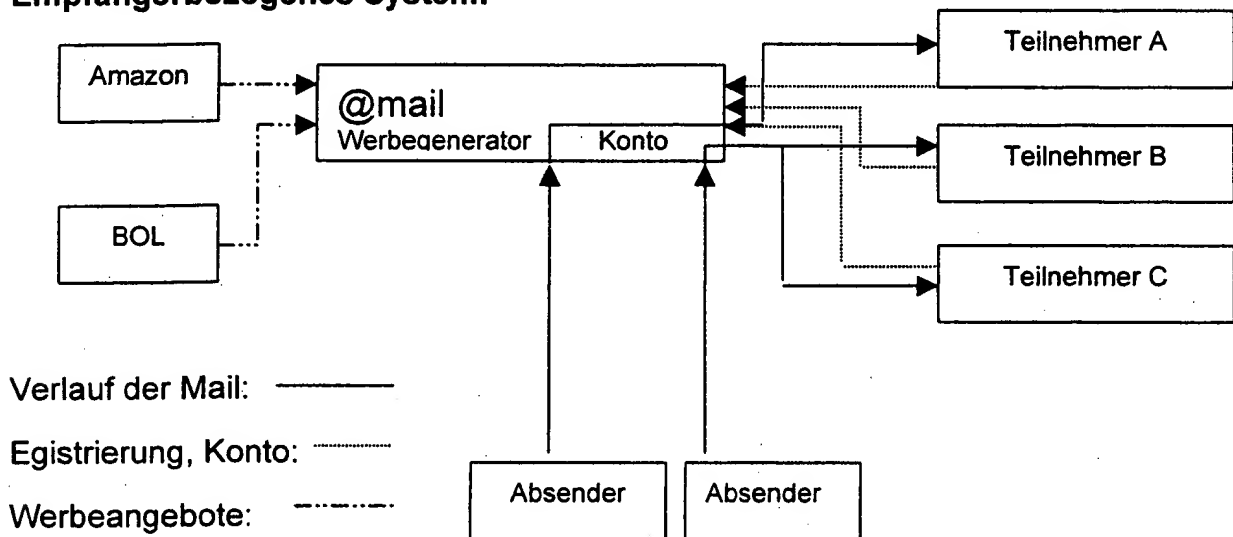 Teilnehmer A
Amazon
@mail
Werbegenerator Konto
Teilnehmer B
BOL
Teilnehmer C
Verlauf der Mail:
Egistrierung, Konto:
Werbeangebote:
Absender Absender